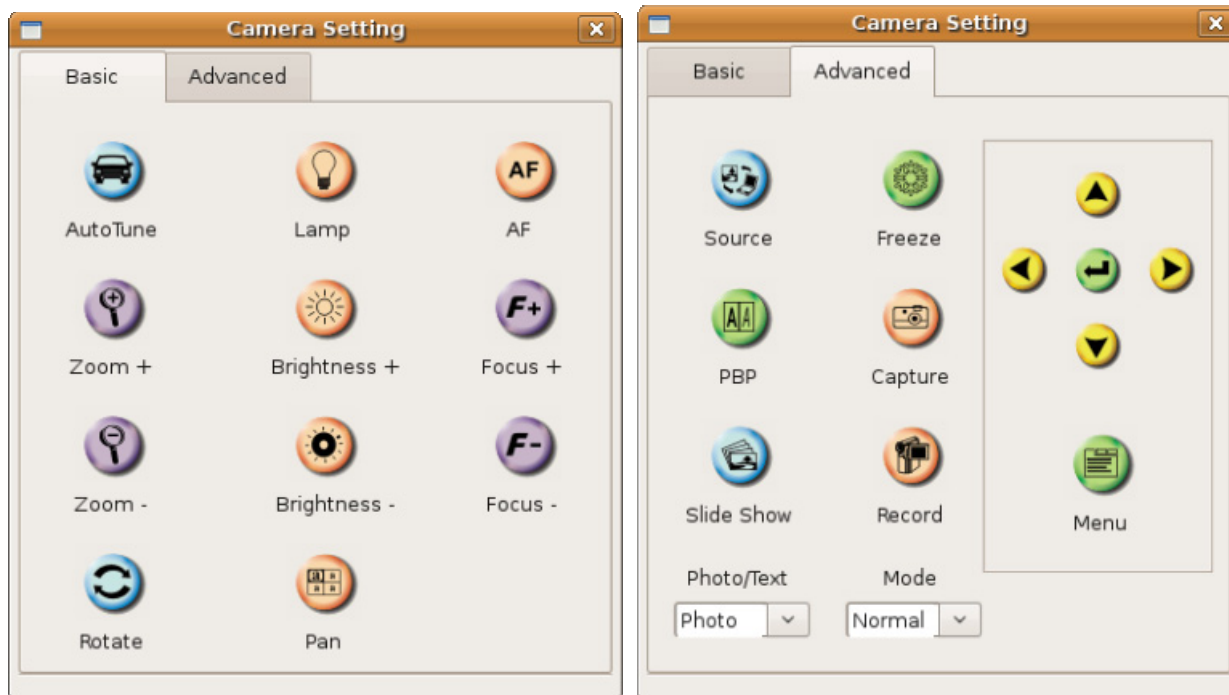 Camera Setting
Basic Advanced
AF
AutoTune Lamp AF
F+
Zoom + Brightness + Focus +
F-
Zoom - Brightness - Focus -
a a
a a
Rotate Pan
Camera Setting
Basic Advanced
Source Freeze
A A
PBP Capture
Slide Show Record
Menu
Photo/Text Mode
Photo Normal